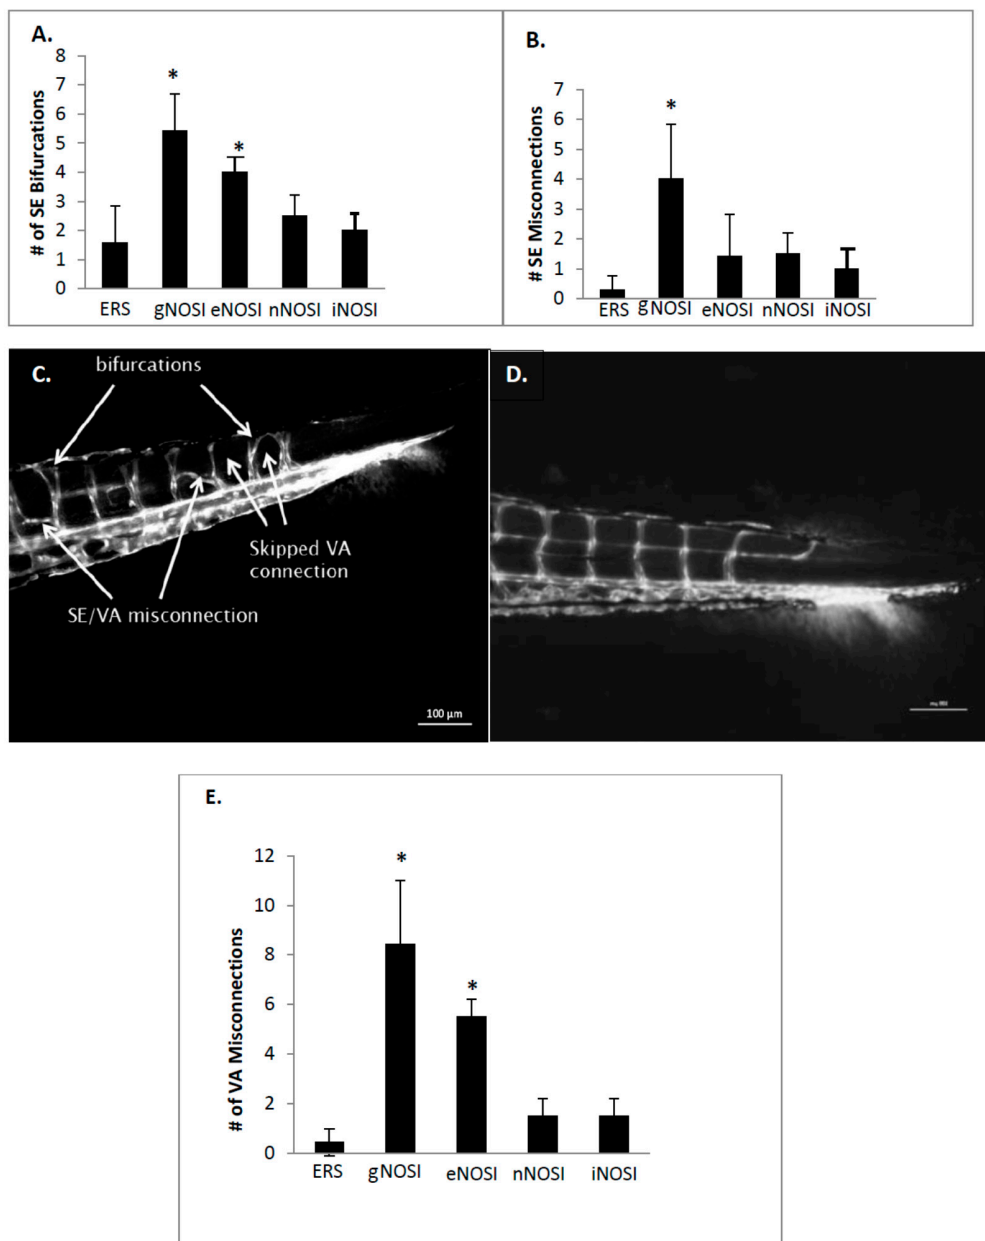 A.
# of SE Bifurcations
8
7
6
5
4
3
2
1
0
*
*
ERS gNOSI eNOSI nNOSI iNOSI
B.
# SE Misconnections
7
6
5
4
3
2
1
0
*
ERS gNOSI eNOSI nNOSI iNOSI
C.
bifurcations
Skipped VA
connection
SE/VA misconnection
100 µm
D.
E.
# of VA Misconnections
12
10
8
6
4
2
0
*
*
ERS gNOSI eNOSI nNOSI iNOSI